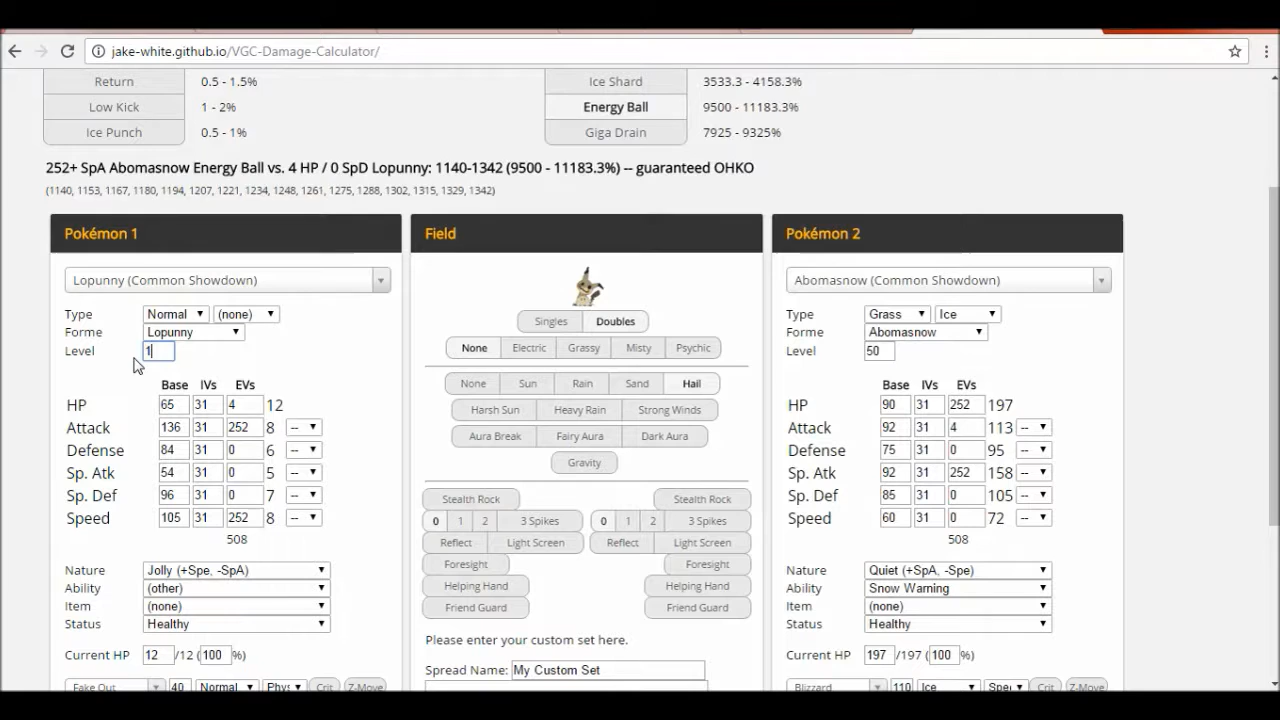 jake-white.github.io/VGC-Damage-Calculator/
Return 0.5 - 1.5%
Low Kick 1 - 2%
Ice Punch 0.5 - 1%
Ice Shard 3533.3 - 4158.3%
Energy Ball 9500 - 11183.3%
Giga Drain 7925 - 9325%
252+ SpA Abomasnow Energy Ball vs. 4 HP / 0 SpD Lopunny: 1140-1342 (9500 - 11183.3%) -- guaranteed OHKO
(1140, 1153, 1167, 1180, 1194, 1207, 1221, 1234, 1248, 1261, 1275, 1288, 1302, 1315, 1329, 1342)
Pokémon 1
Lopunny (Common Showdown)
Type Normal (none)
Forme Lopunny
Level 1
Base IVs EVs
HP 65 31 4 12
Attack 136 31 252 8 --
Defense 84 31 0 6 --
Sp. Atk 54 31 0 5 --
Sp. Def 96 31 0 7 --
Speed 105 31 252 8 --
508
Nature Jolly (+Spe, -SpA)
Ability (other)
Item (none)
Status Healthy
Current HP 12 /12 (100 %)
Fake Out 40 Normal Phys Crit Z-Move
Field
Singles Doubles
None Electric Grassy Misty Psychic
None Sun Rain Sand Hail
Harsh Sun Heavy Rain Strong Winds
Aura Break Fairy Aura Dark Aura
Gravity
Stealth Rock Stealth Rock
0 1 2 3 Spikes 0 1 2 3 Spikes
Reflect Light Screen Reflect Light Screen
Foresight Foresight
Helping Hand Helping Hand
Friend Guard Friend Guard
Please enter your custom set here.
Spread Name: My Custom Set
Pokémon 2
Abomasnow (Common Showdown)
Type Grass Ice
Forme Abomasnow
Level 50
Base IVs EVs
HP 90 31 252 197
Attack 92 31 4 113 --
Defense 75 31 0 95 --
Sp. Atk 92 31 252 158 --
Sp. Def 85 31 0 105 --
Speed 60 31 0 72 --
508
Nature Quiet (+SpA, -Spe)
Ability Snow Warning
Item (none)
Status Healthy
Current HP 197 /197 (100 %)
Blizzard 110 Ice Spe Crit Z-Move